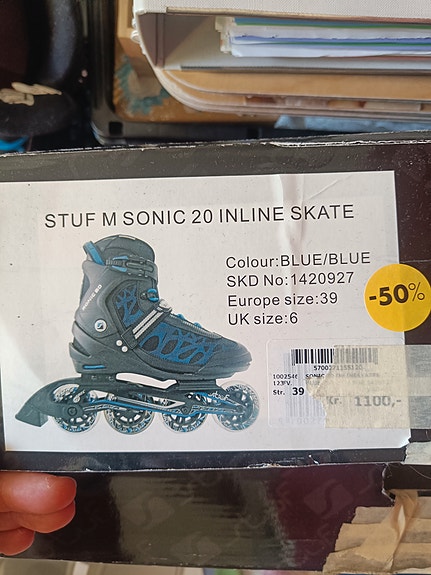 STUF M SONIC 20 INLINE SKATE
Colour:BLUE/BLUE
SKD No:1420927
Europe size:39
UK size:6
-50%
SONIC
Str. 39
Kr. 1100,-